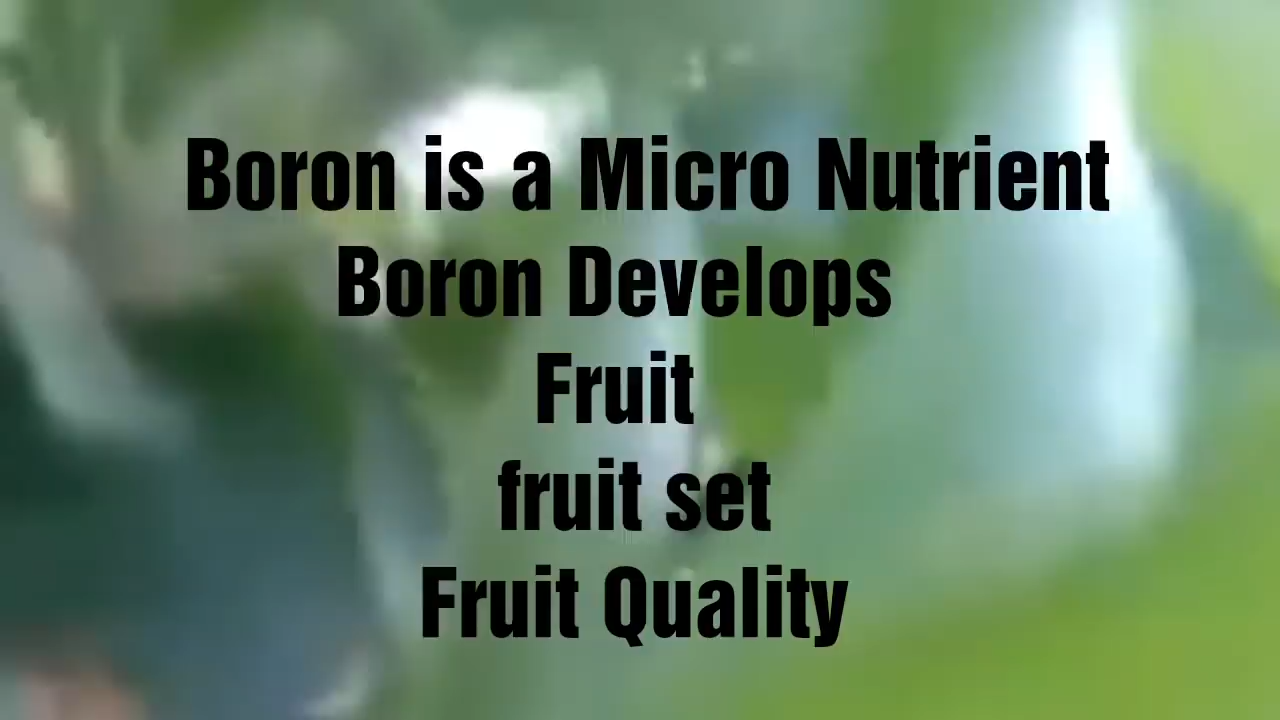 Boron is a Micro Nutrient
Boron Develops
Fruit
fruit set
Fruit Quality